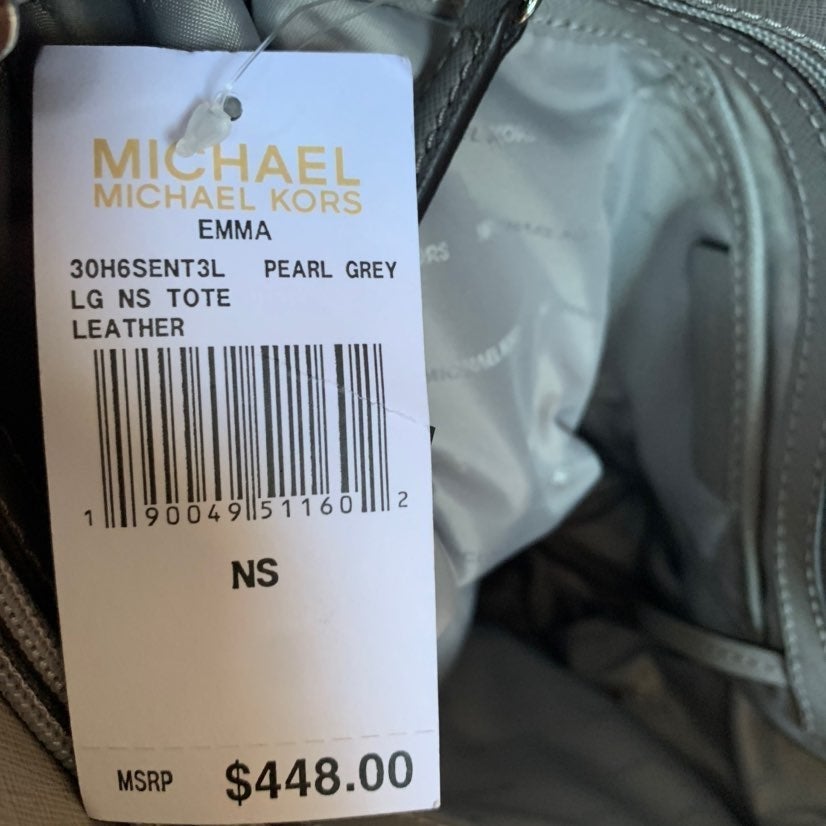 MICHAEL
MICHAEL KORS
EMMA
30H6SENT3L PEARL GREY
LG NS TOTE
LEATHER
1 90049 51160 2
NS
MSRP $448.00
KORS